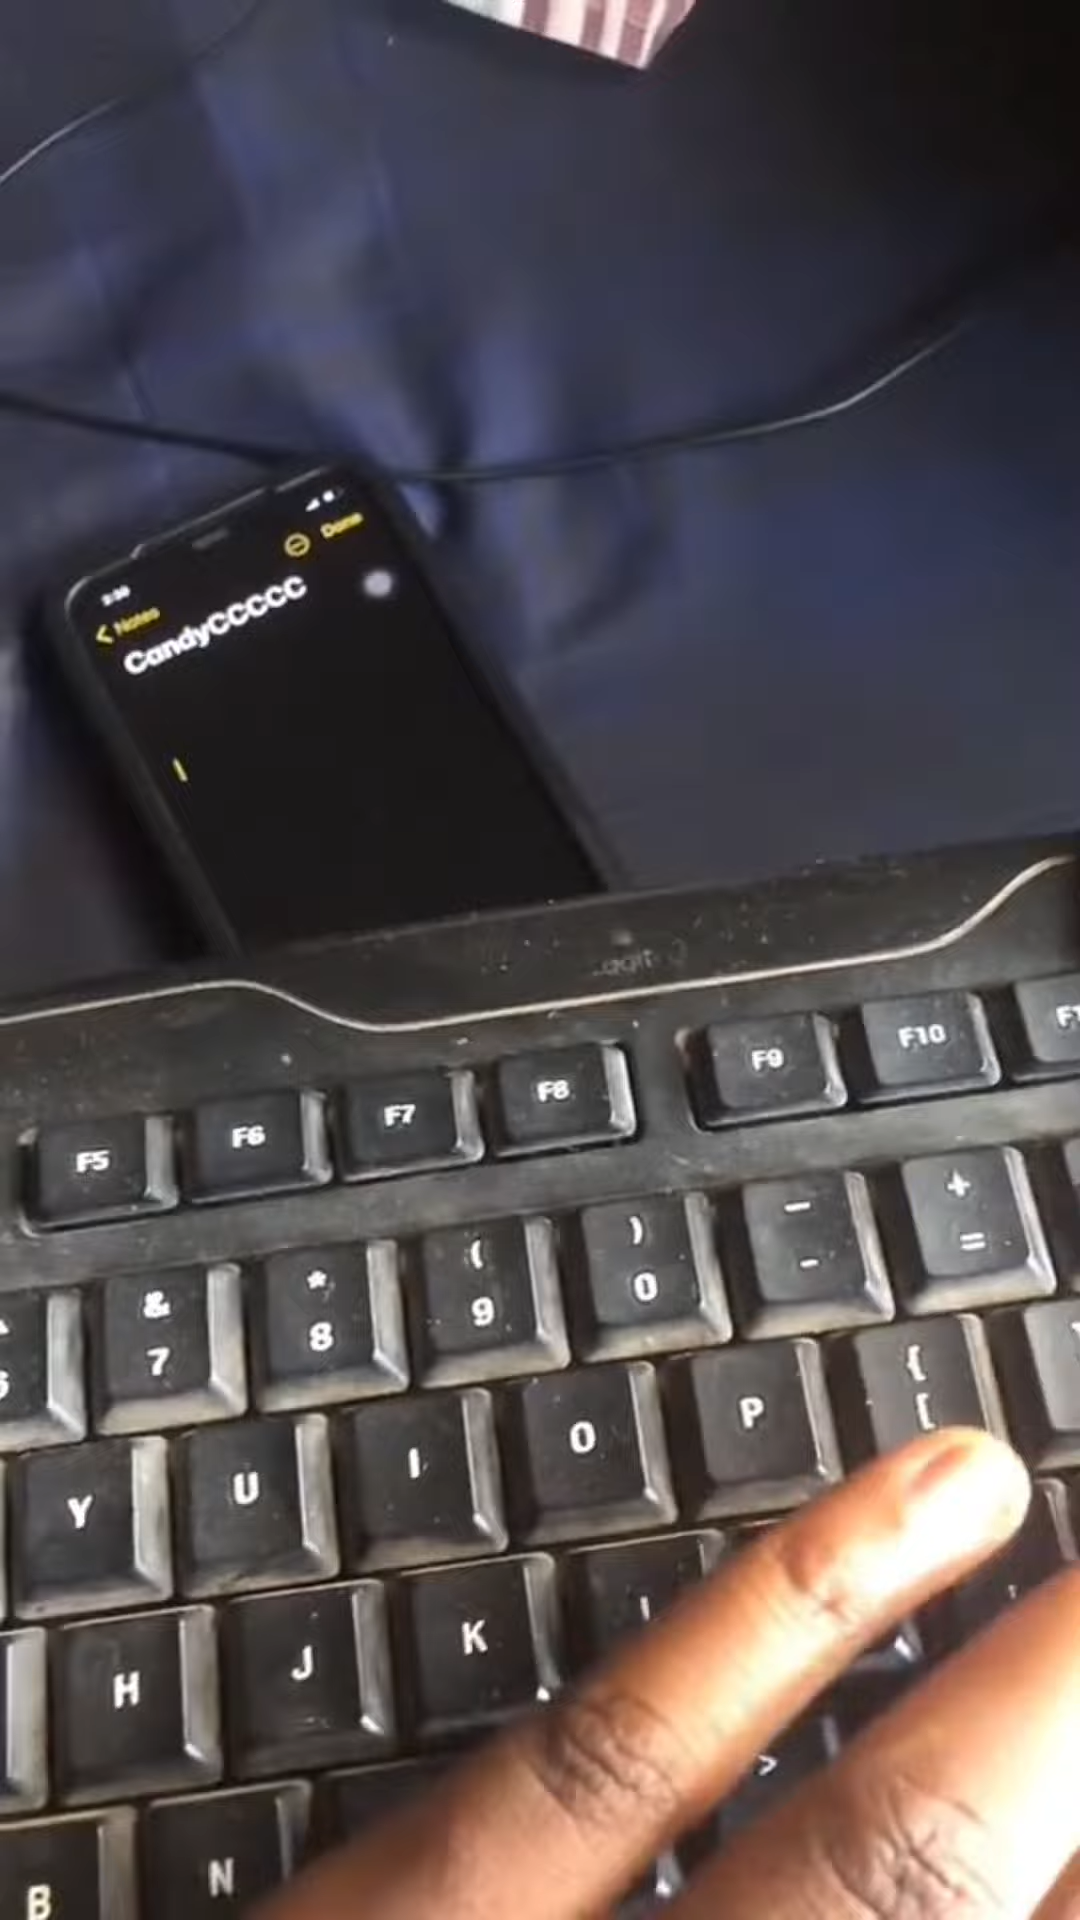 Done
< Notes
CandyCCCCC
F5 F6 F7 F8 F9 F10
& * ( ) — +
7 8 9 0 - =
Y U I O P { [
H J K
>
B N